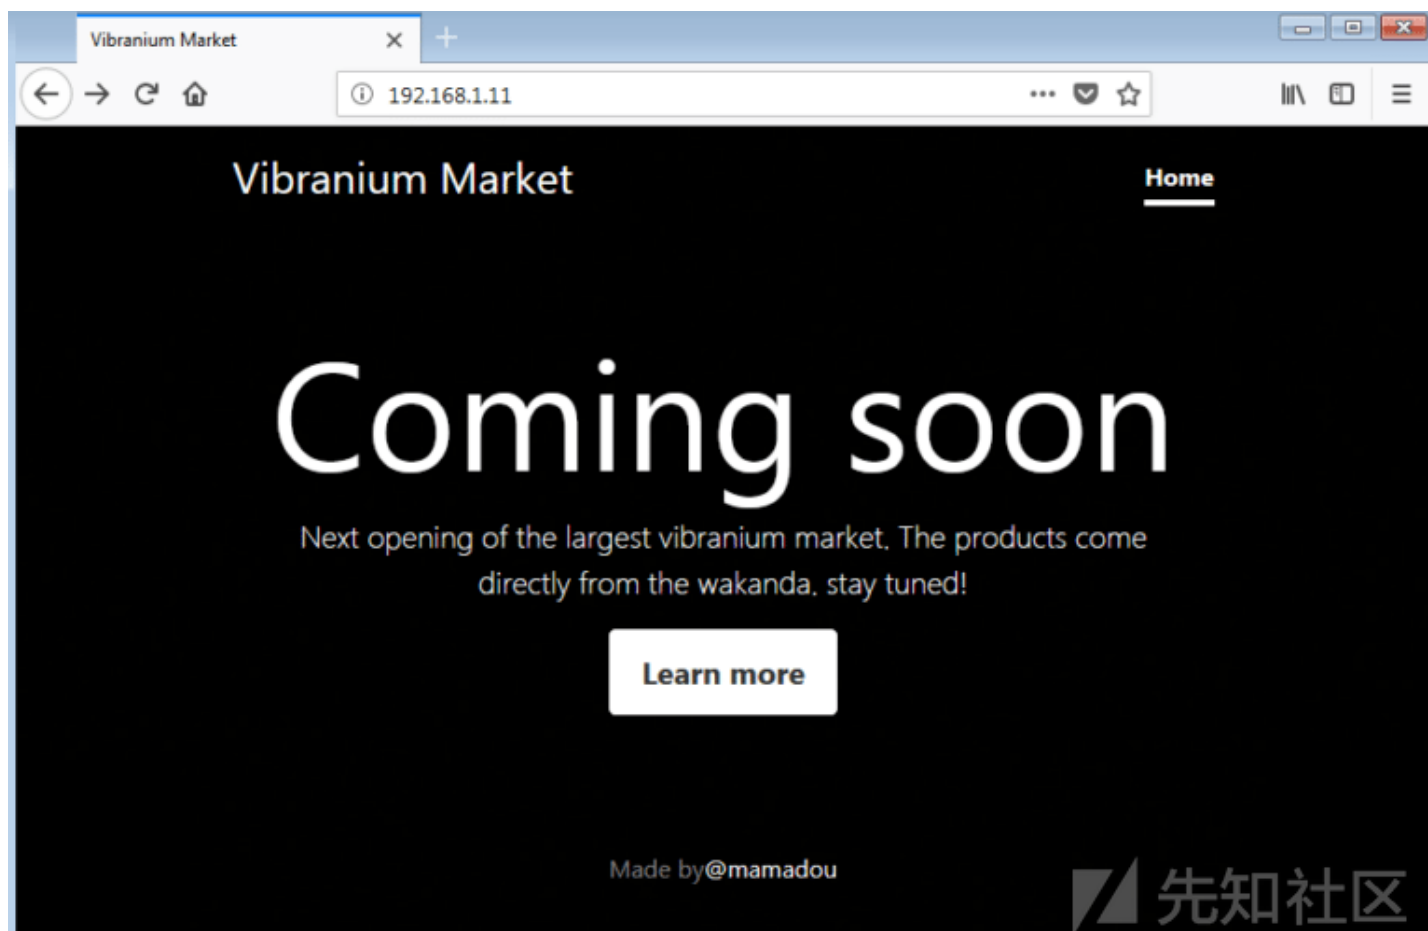 Vibranium Market
192.168.1.11
Vibranium Market
Home
Coming soon
Next opening of the largest vibranium market. The products come
directly from the wakanda. stay tuned!
Learn more
Made by@mamadou
先知社区